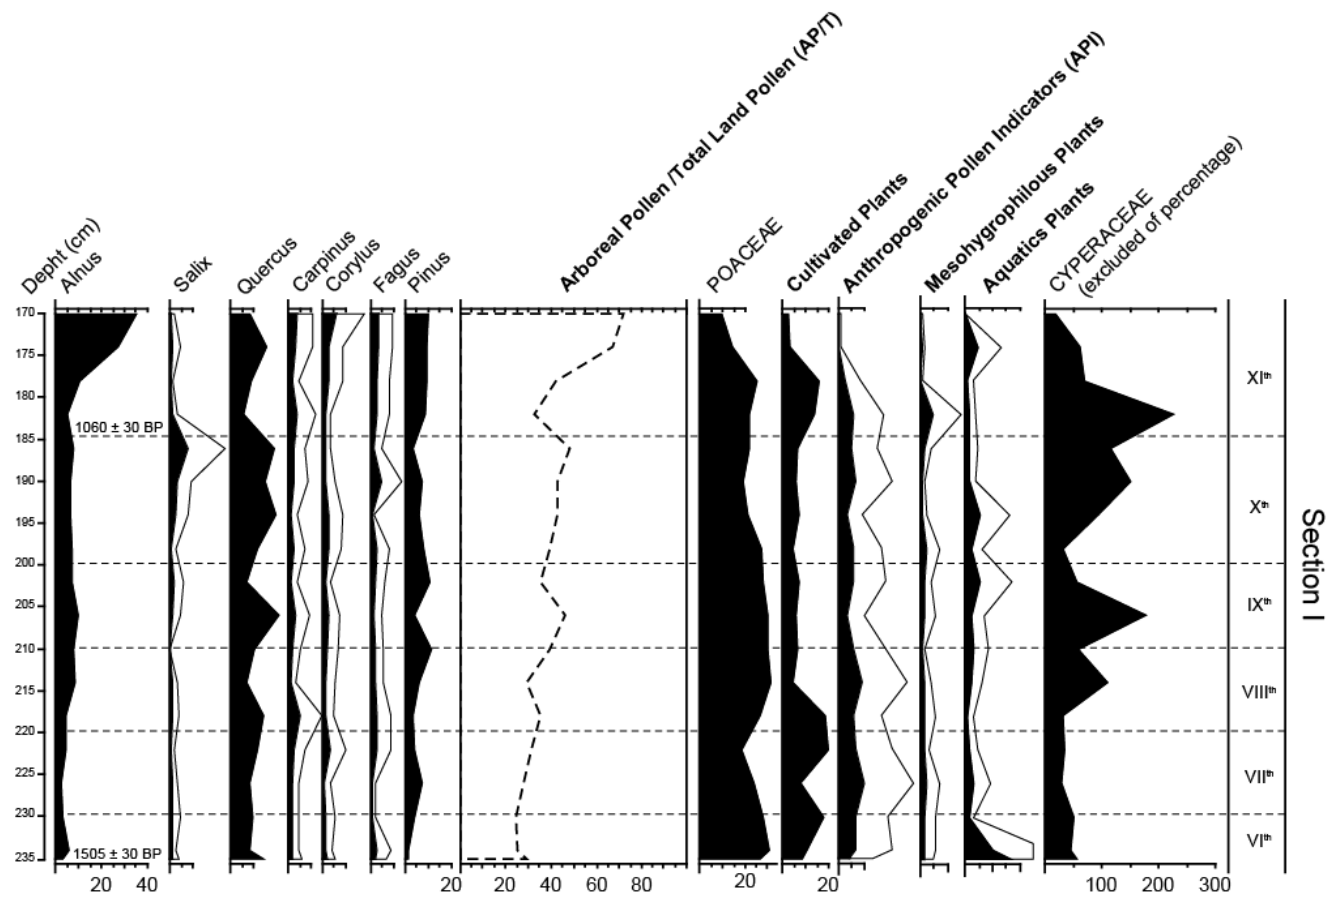 Depht (cm)
Alnus
Salix
Quercus
Carpinus
Corylus
Fagus
Pinus
Arboreal Pollen /Total Land Pollen (AP/T)
POACEAE
Cultivated Plants
Anthropogenic Pollen Indicators (API)
Mesohygrophilous Plants
Aquatics Plants
CYPERACEAE
(excluded of percentage)
170
175
180
1060 ± 30 BP
185
190
195
200
205
210
215
220
225
230
1505 ± 30 BP
235
XIth
Xth
IXth
VIIIth
VIIth
VIth
Section I
20 40 20 20 40 60 80 20 20 100 200 300